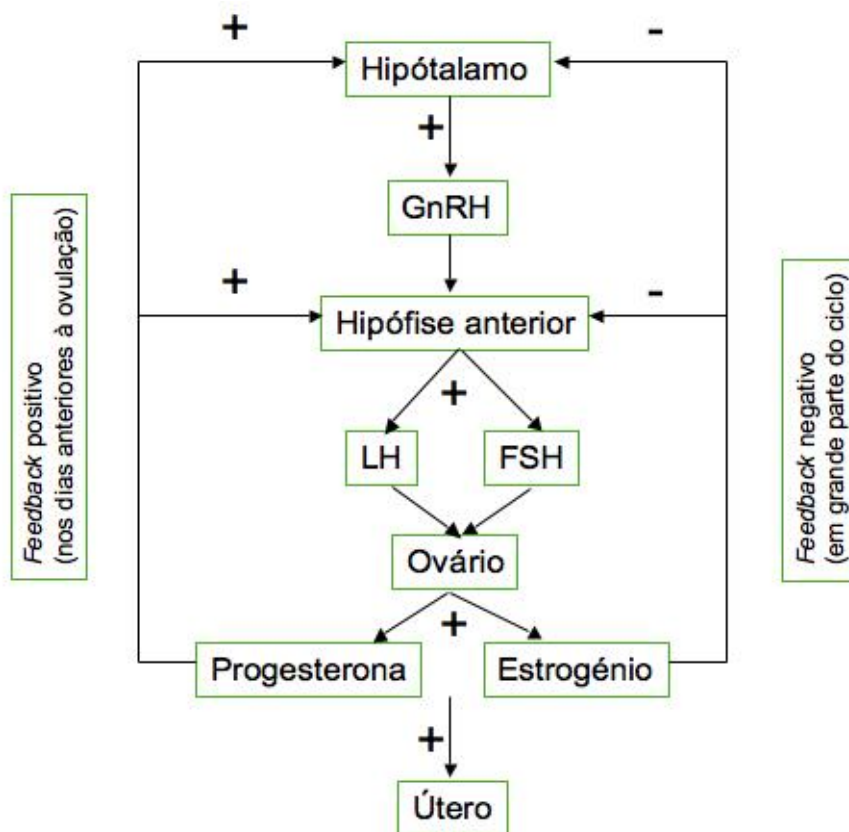 +
-
Hipótalamo
+
GnRH
+
-
Hipófise anterior
+
LH
FSH
Ovário
+
Progesterona
Estrogénio
+
Útero
Feedback positivo
(nos dias anteriores à ovulação)
Feedback negativo
(em grande parte do ciclo)